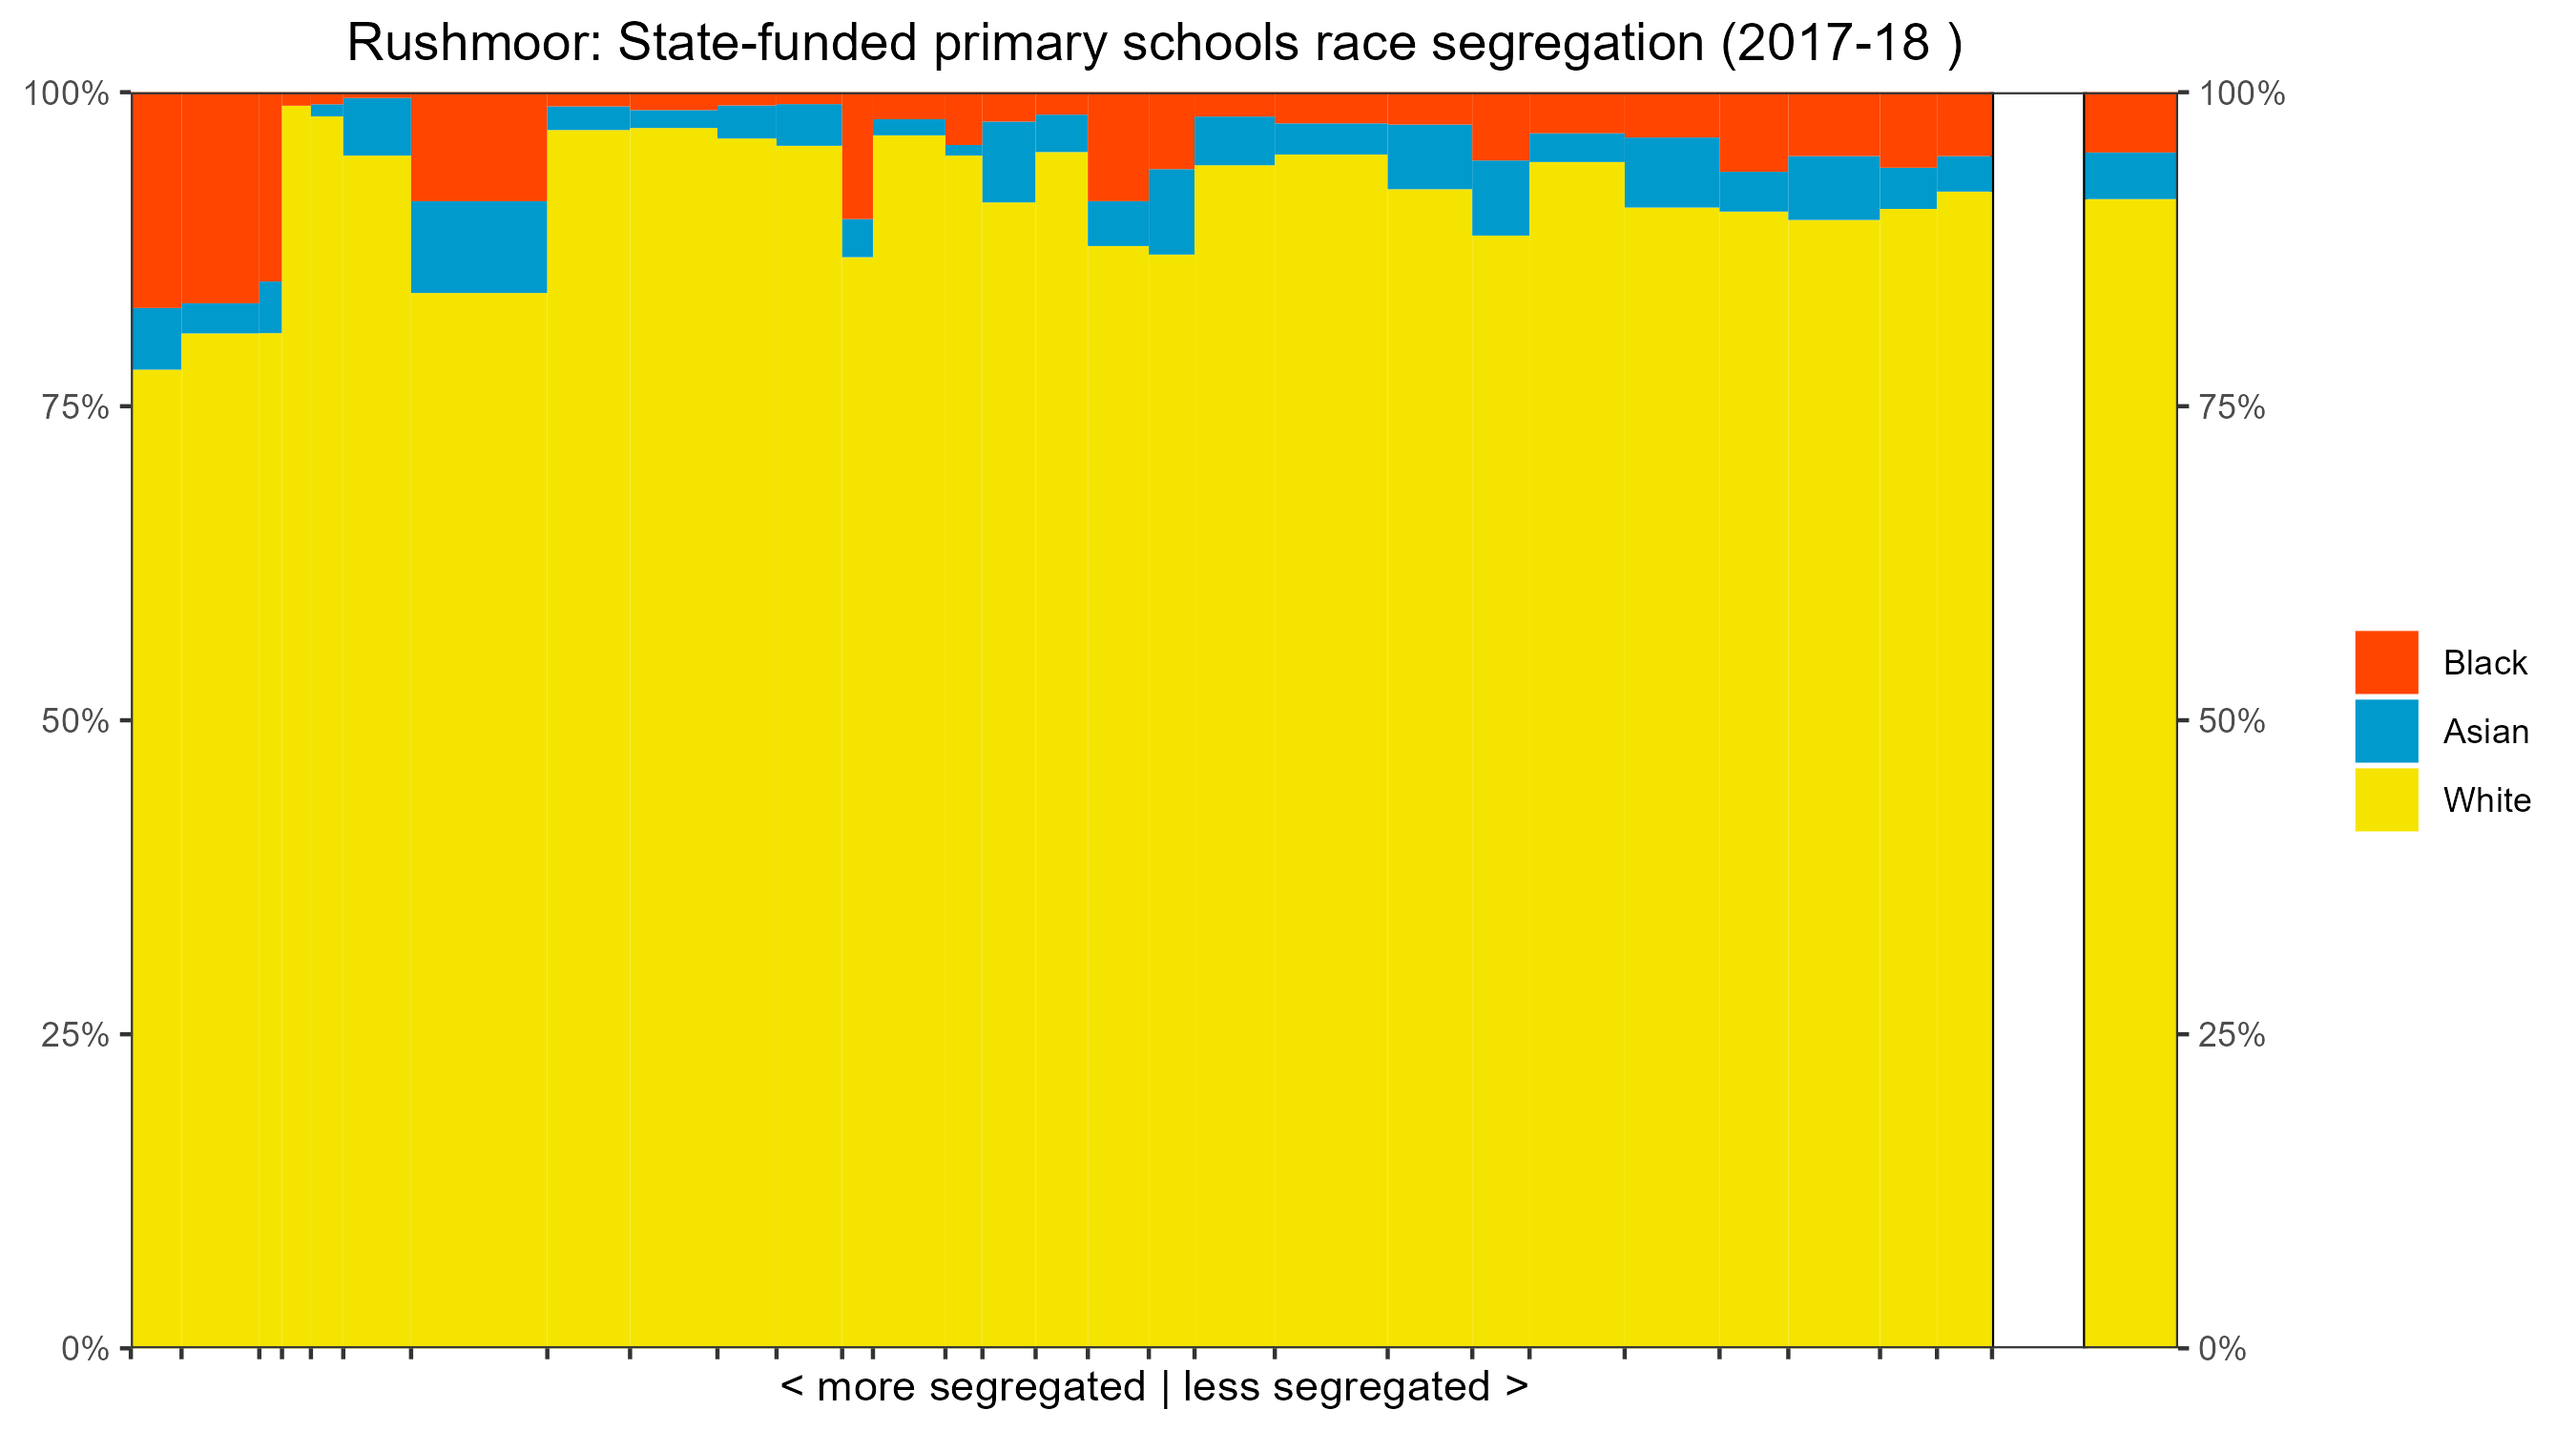 Rushmoor: State-funded primary schools race segregation (2017-18 )
100%
75%
50%
25%
0%
100%
75%
50%
25%
0%
Black
Asian
White
< more segregated | less segregated >